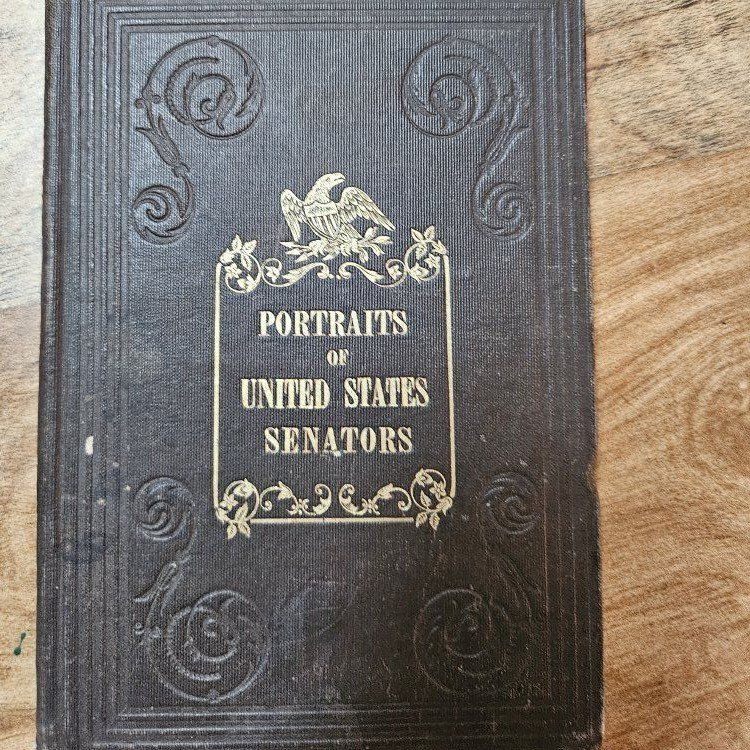 PORTRAITS
OF
UNITED STATES
SENATORS